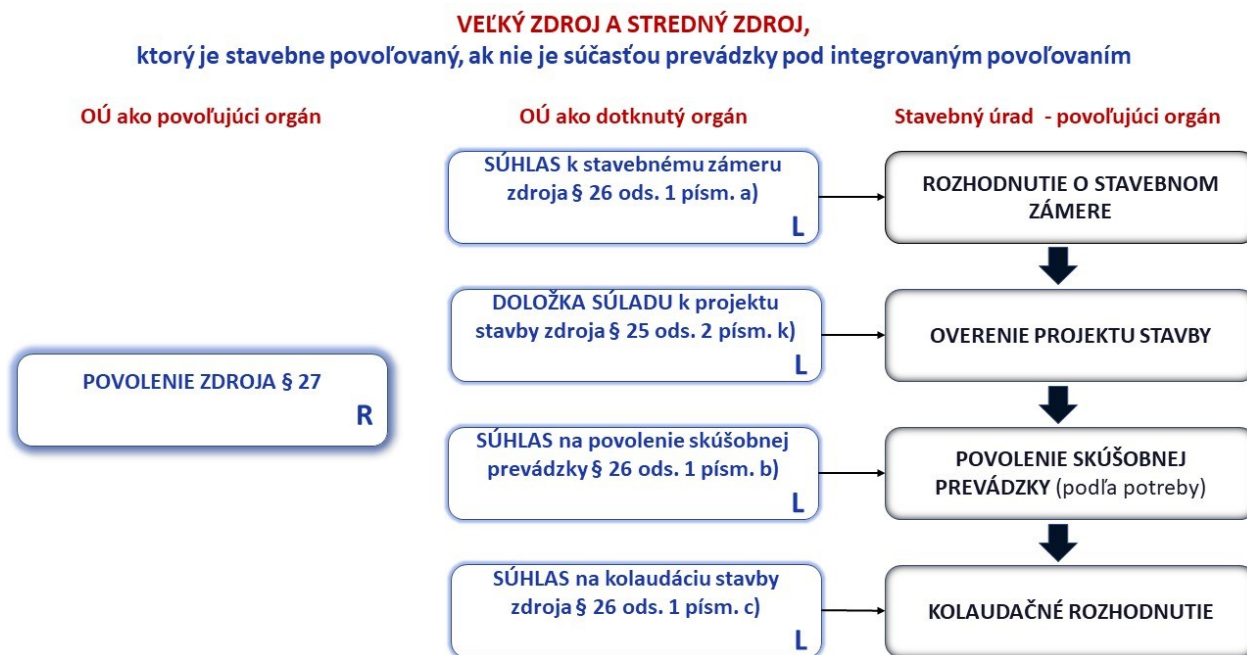 VEĽKÝ ZDROJ A STREDNÝ ZDROJ,
ktorý je stavebne povoľovaný, ak nie je súčasťou prevádzky pod integrovaným povoľovaním
OÚ ako povoľujúci orgán
OÚ ako dotknutý orgán
Stavebný úrad - povoľujúci orgán
SÚHLAS k stavebnému zámeru
zdroja § 26 ods. 1 písm. a)
L
ROZHODNUTIE O STAVEBNOM
ZÁMERE
DOLOŽKA SÚLADU k projektu
stavby zdroja § 25 ods. 2 písm. k)
L
OVERENIE PROJEKTU STAVBY
POVOLENIE ZDROJA § 27
R
SÚHLAS na povolenie skúšobnej
prevádzky § 26 ods. 1 písm. b)
L
POVOLENIE SKÚŠOBNEJ
PREVÁDZKY (podľa potreby)
SÚHLAS na kolaudáciu stavby
zdroja § 26 ods. 1 písm. c)
L
KOLAUDAČNÉ ROZHODNUTIE